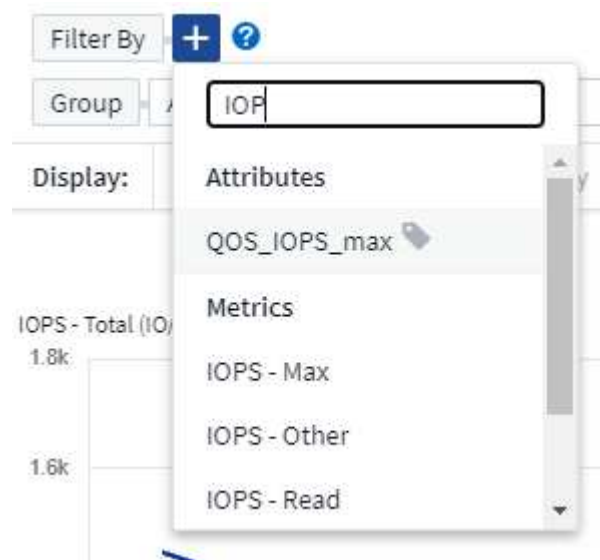 Filter By + ?
Group A
IOP
Display:
Attributes
y
QOS_IOPS_max
Metrics
IOPS - Total (IO/
1.8k
IOPS - Max
IOPS - Other
1.6k
IOPS - Read